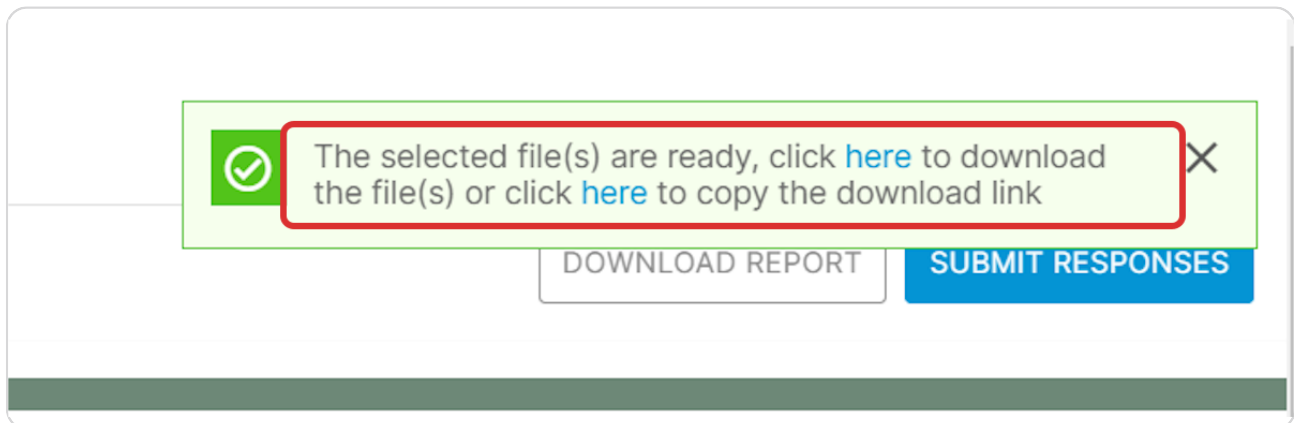 The selected file(s) are ready, click here to download
the file(s) or click here to copy the download link
DOWNLOAD REPORT
SUBMIT RESPONSES